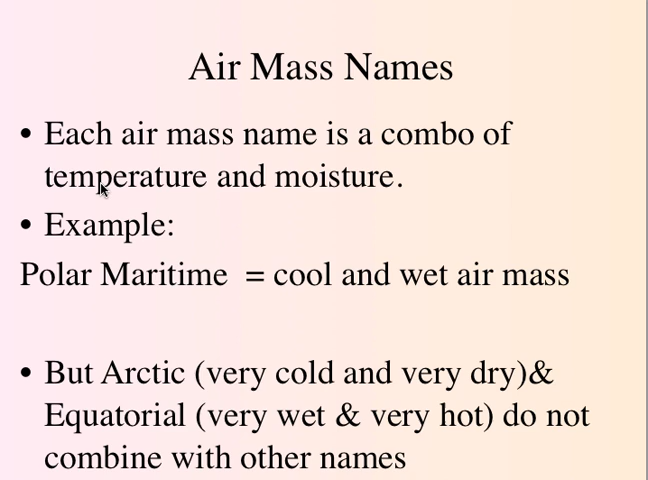 Air Mass Names
• Each air mass name is a combo of
temperature and moisture.
• Example:
Polar Maritime  = cool and wet air mass
• But Arctic (very cold and very dry)&
Equatorial (very wet & very hot) do not
combine with other names